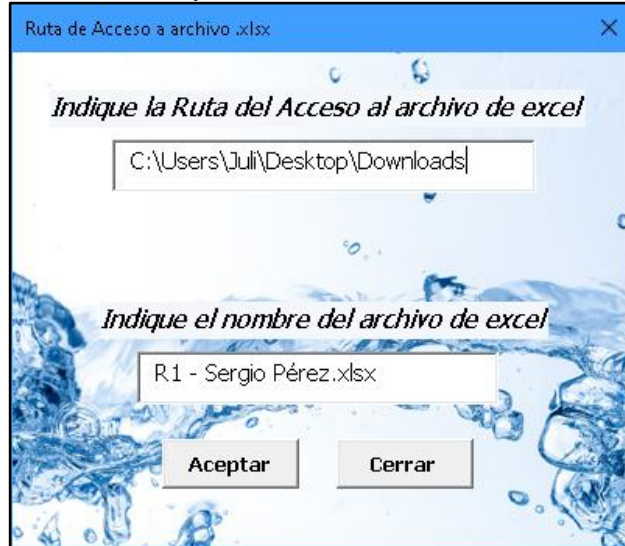 Ruta de Acceso a archivo .xlsx
Indique la Ruta del Acceso al archivo de excel
C:\Users\Juli\Desktop\Downloads
Indique el nombre del archivo de excel
R1 - Sergio Pérez.xlsx
Aceptar Cerrar